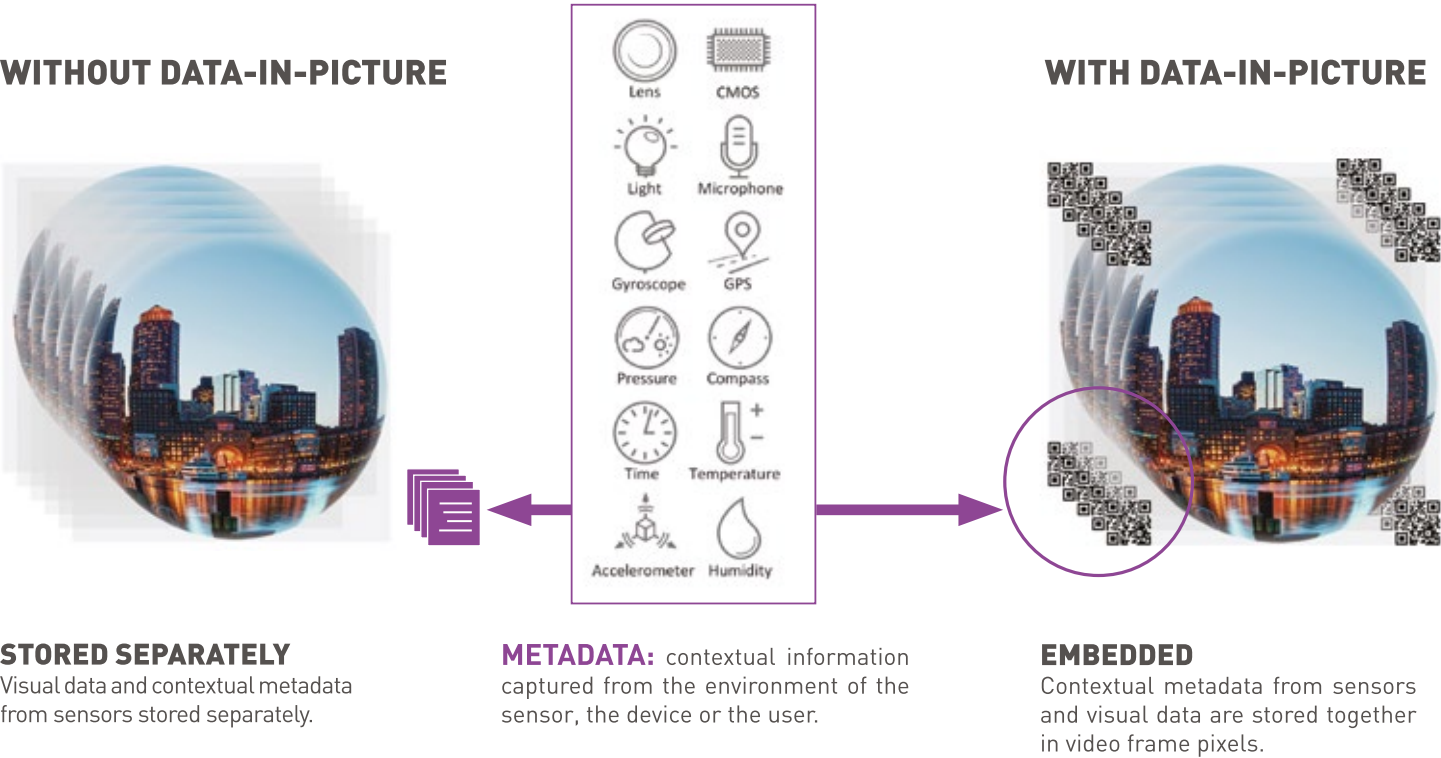 WITHOUT DATA-IN-PICTURE
Lens
CMOS
Light
Microphone
Gyroscope
GPS
Pressure
Compass
Time
Temperature
Accelerometer
Humidity
WITH DATA-IN-PICTURE
STORED SEPARATELY
Visual data and contextual metadata
from sensors stored separately.
METADATA: contextual information
captured from the environment of the
sensor, the device or the user.
EMBEDDED
Contextual metadata from sensors
and visual data are stored together
in video frame pixels.